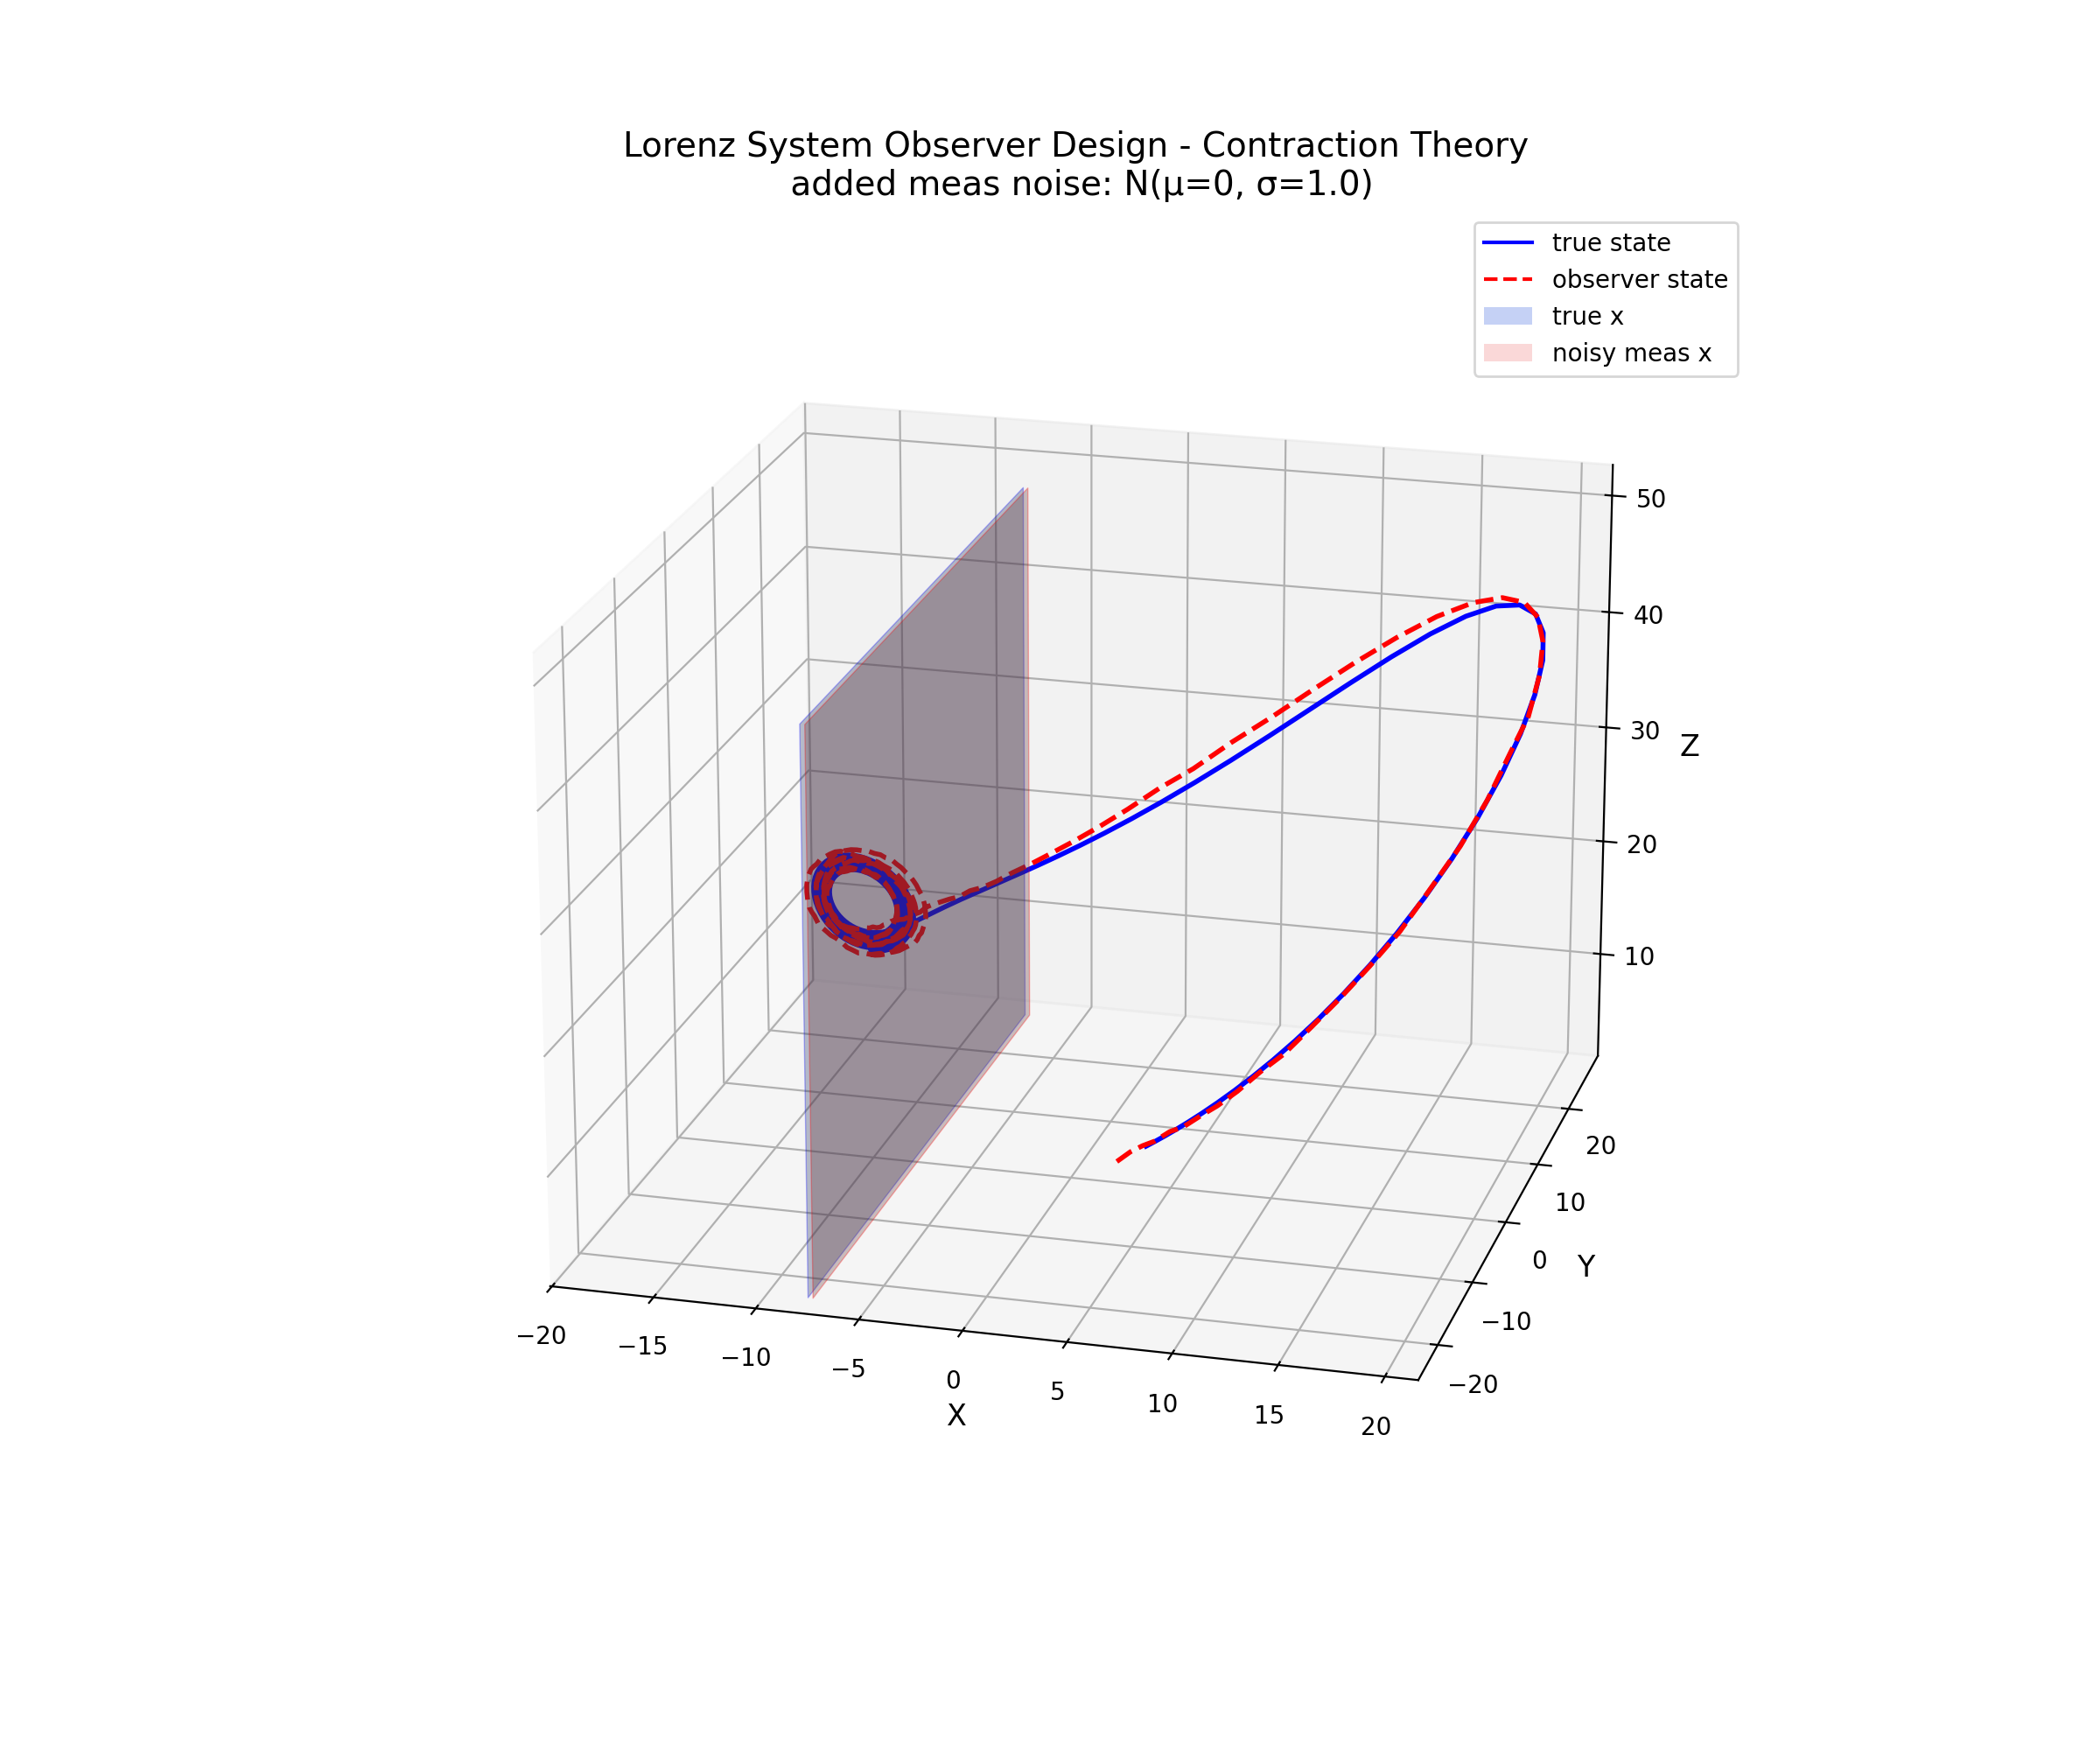 Lorenz System Observer Design - Contraction Theory
added meas noise: N(μ=0, σ=1.0)
true state
observer state
true x
noisy meas x
50
40
30
Z
20
10
20
10
0
Y
−10
−20
−20
−15
−10
−5
0
5
10
15
20
X